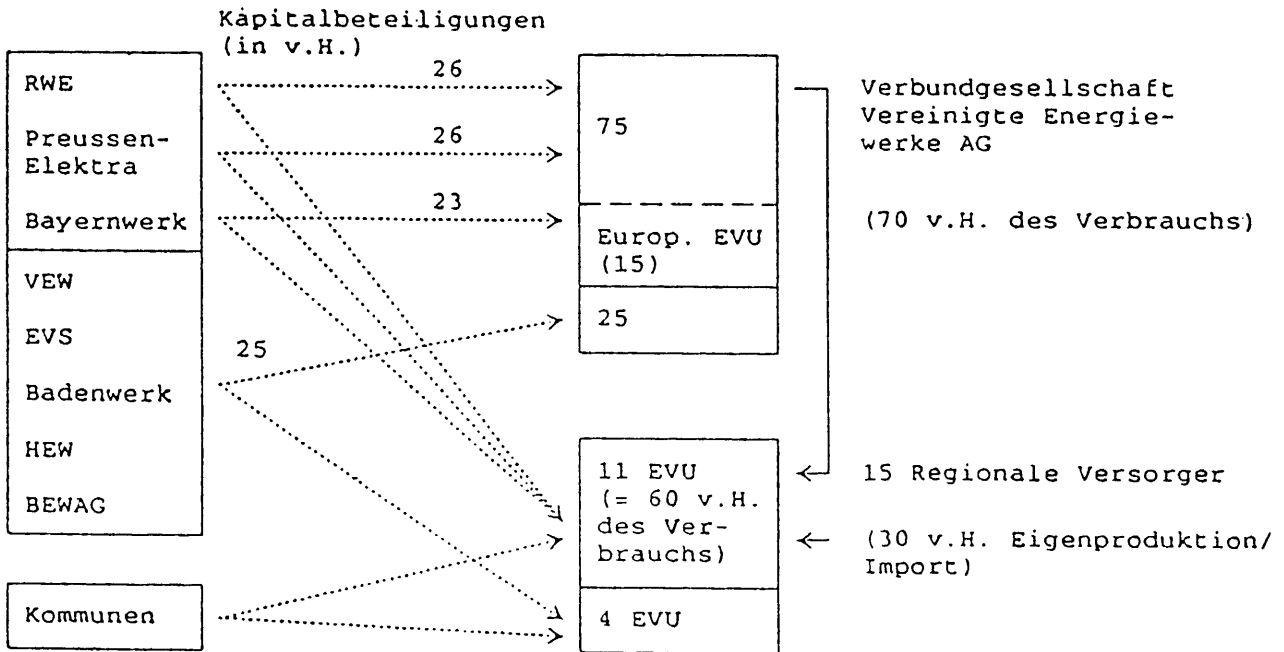 Kapitalbeteiligungen
(in v.H.)
RWE
Preussen-
Elektra
Bayernwerk
VEW
EVS
Badenwerk
HEW
BEWAG
Kommunen
26
26
23
25
75
Europ. EVU
(15)
25
11 EVU
(= 60 v.H.
des Ver-
brauchs)
4 EVU
Verbundgesellschaft
Vereinigte Energie-
werke AG
(70 v.H. des Verbrauchs)
15 Regionale Versorger
(30 v.H. Eigenproduktion/
Import)